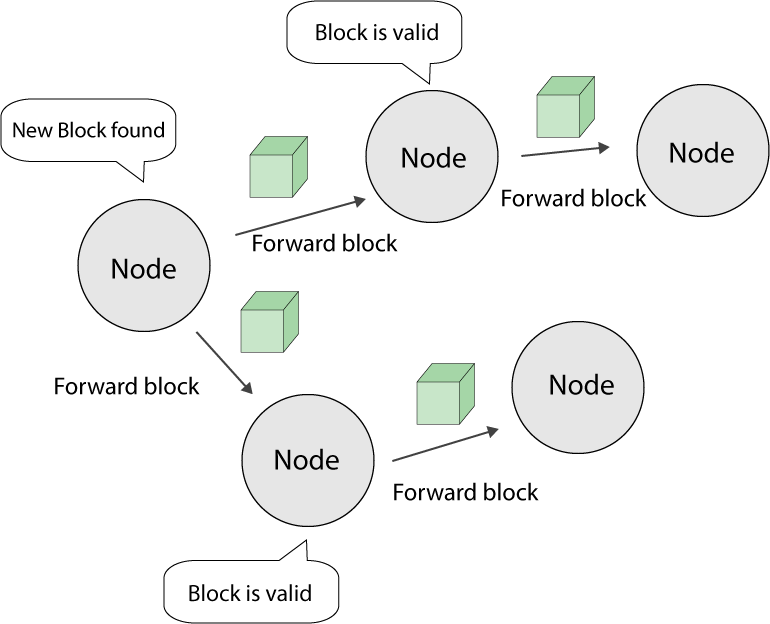 Block is valid
New Block found
Node
Node
Forward block
Forward block
Node
Forward block
Node
Node
Forward block
Block is valid